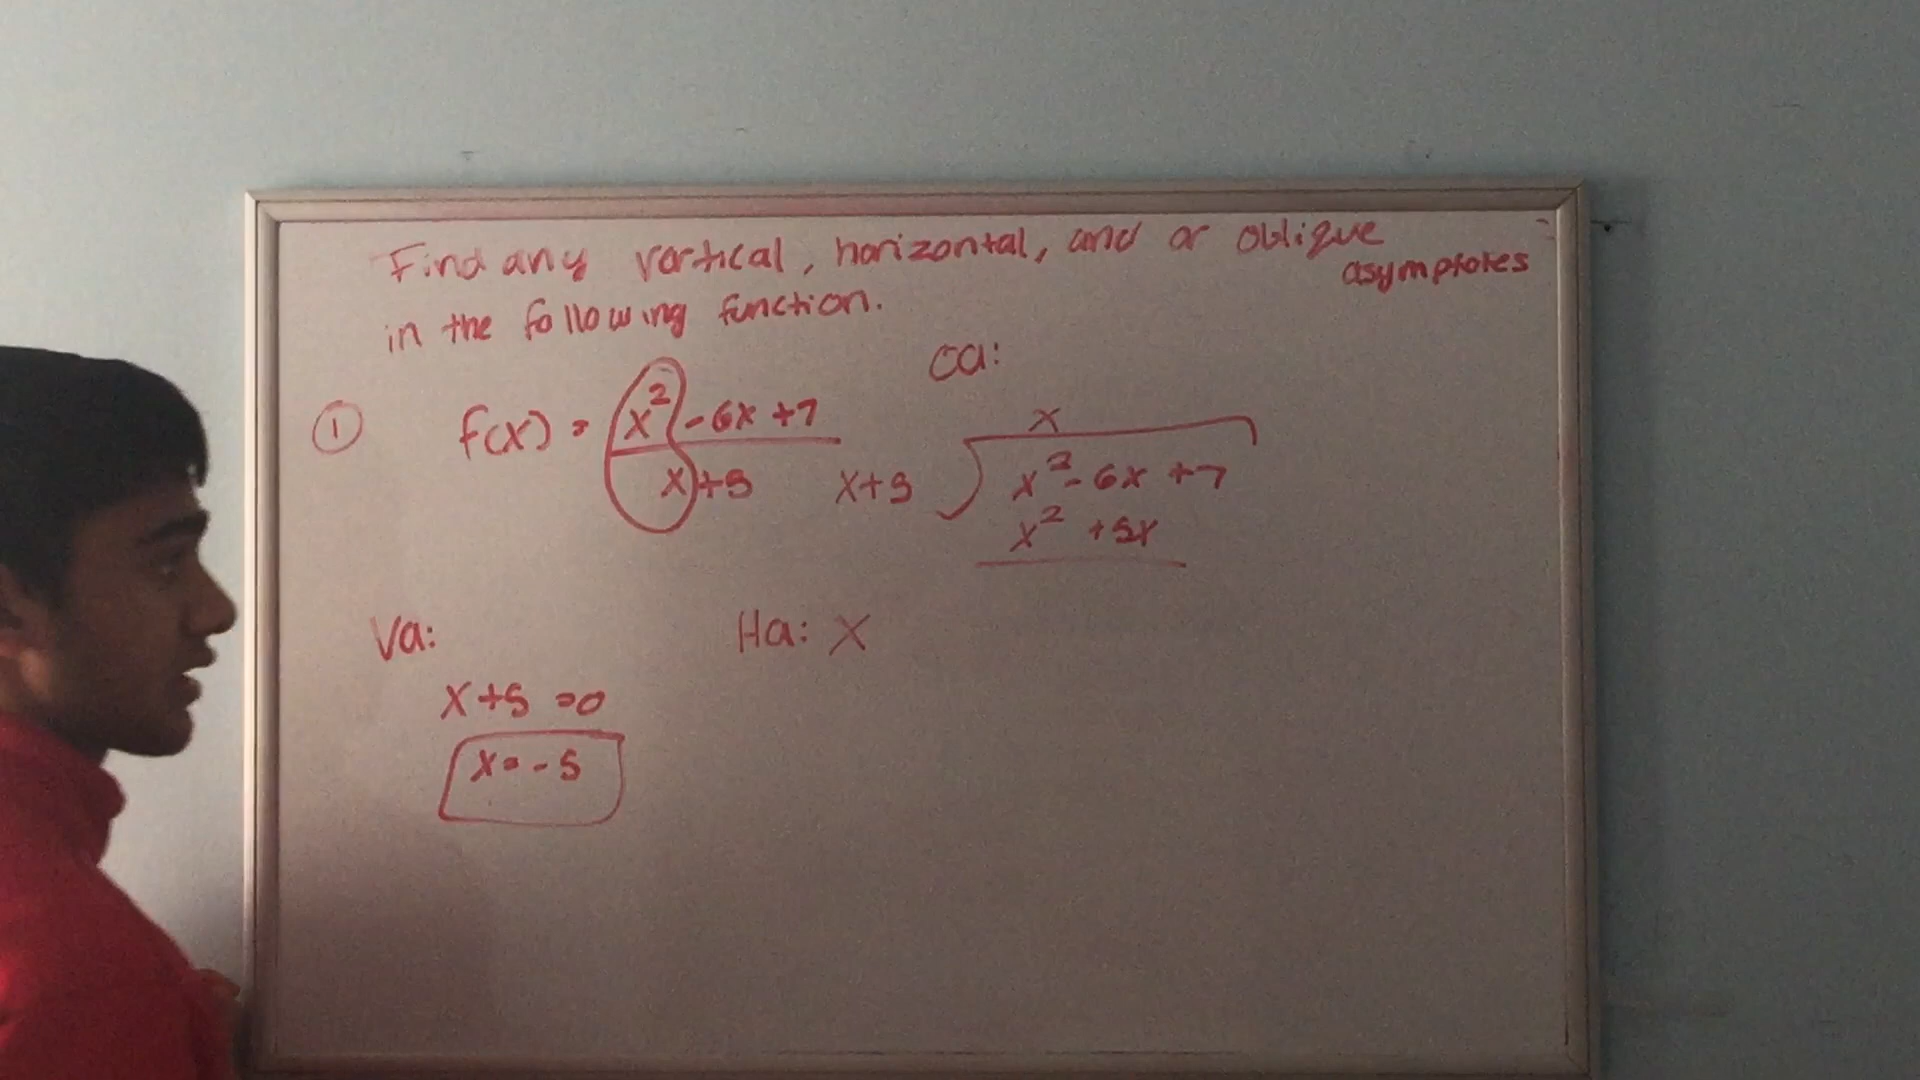 Find any vertical, horizontal, and or oblique asymptotes
in the following function.
① f(x) = x² - 6x + 7
x + 5
Oa:
x
x+5 x² - 6x + 7
x² + 5x
Va:
x + 5 = 0
x = - 5
Ha: X